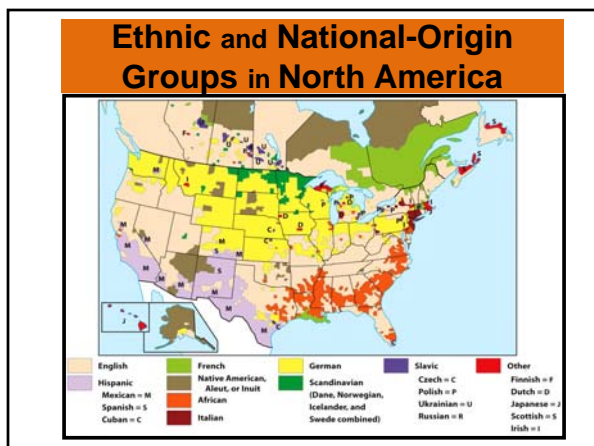 Ethnic and National-Origin
Groups in North America
English
Hispanic
Mexican = M
Spanish = S
Cuban = C
French
Native American,
Aleut, or Inuit
African
Italian
German
Scandinavian
(Dane, Norwegian,
Icelander, and
Swede combined)
Slavic
Czech = C
Polish = P
Ukrainian = U
Russian = R
Other
Finnish = F
Dutch = D
Japanese = J
Scottish = S
Irish = I